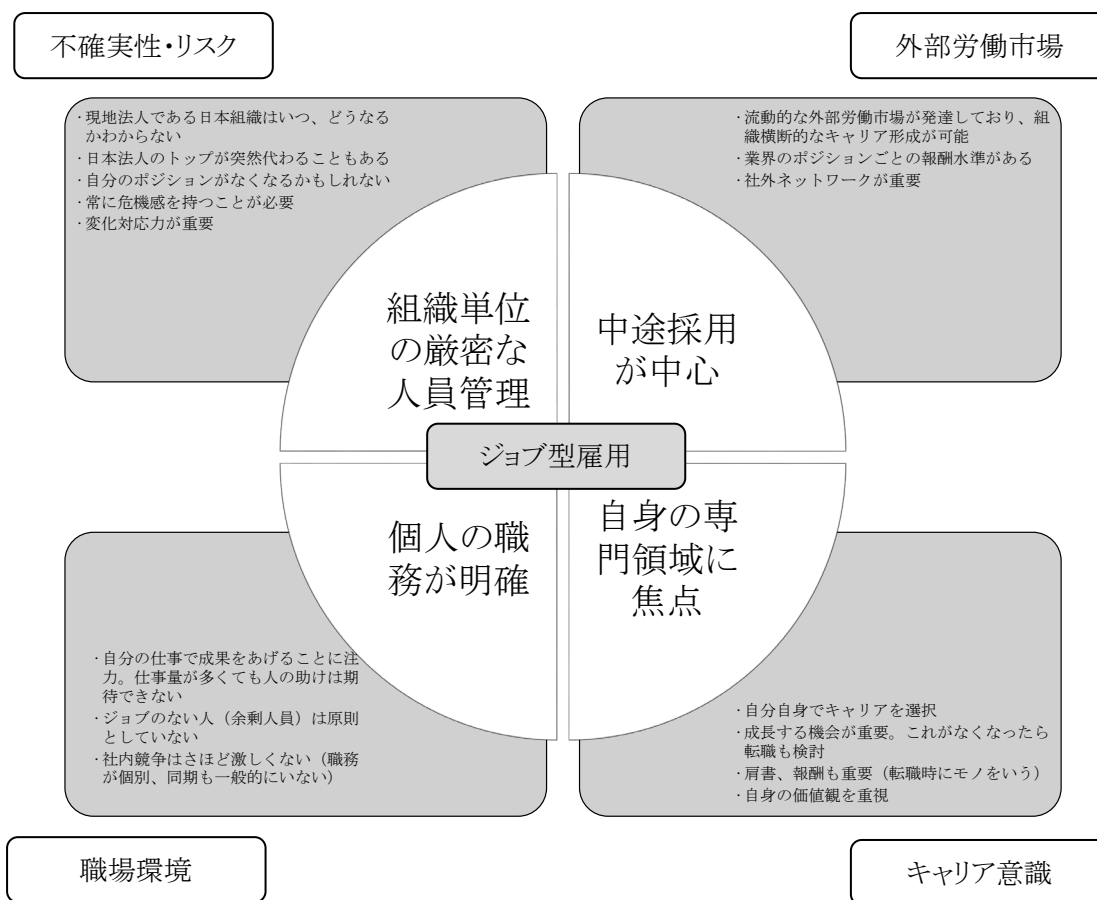 不確実性・リスク
外部労働市場
・現地法人である日本組織はいつ、どうなる
かわからない
・日本法人のトップが突然代わることもある
・自分のポジションがなくなるかもしれない
・常に危機感を持つことが必要
・変化対応力が重要
・流動的な外部労働市場が発達しており、組
織横断的なキャリア形成が可能
・業界のポジションごとの報酬水準がある
・社外ネットワークが重要
組織単位
の厳密な
人員管理
中途採用
が中心
ジョブ型雇用
個人の職
務が明確
自身の専
門領域に
焦点
・自分の仕事で成果をあげることに注
力。仕事量が多くても人の助けは期
待できない
・ジョブのない人（余剰人員）は原則
としていない
・社内競争はさほど激しくない（職務
が個別、同期も一般的にいない）
・自分自身でキャリアを選択
・成長する機会が重要。これがなくなったら
転職も検討
・肩書、報酬も重要（転職時にモノをいう）
・自身の価値観を重視
職場環境
キャリア意識